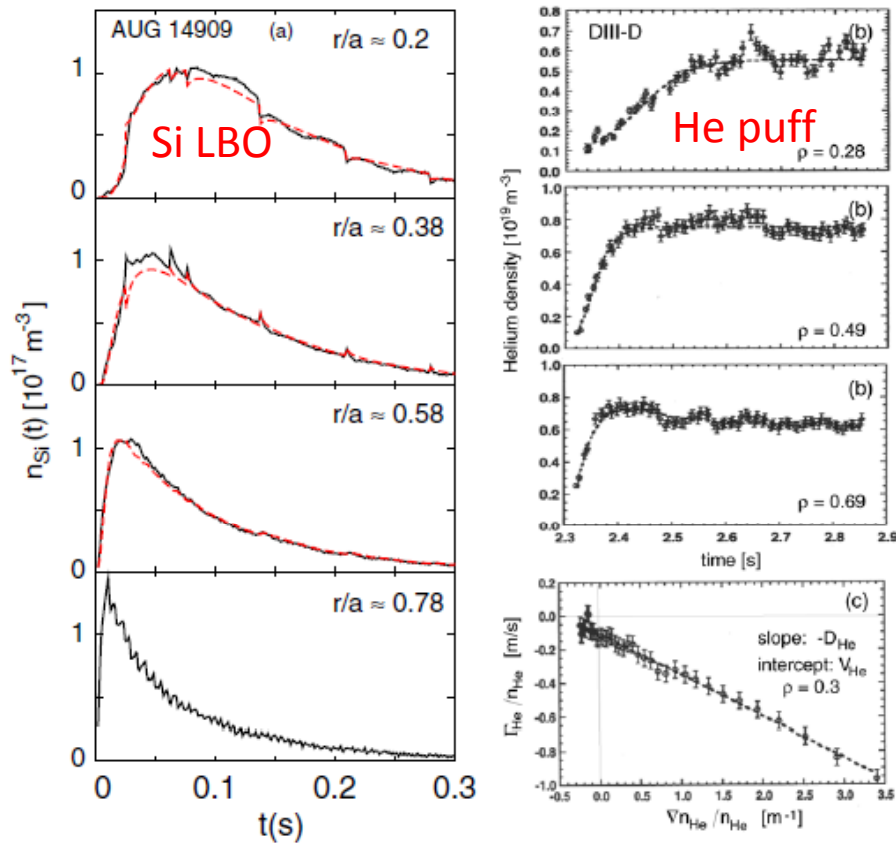 AUG 14909 (a) r/a ≈ 0.2
Si LBO
1
0
r/a ≈ 0.38
1
0
r/a ≈ 0.58
1
0
r/a ≈ 0.78
1
0
n_Si (t) [10^17 m^-3]
0 0.1 0.2 0.3
t(s)
DIII-D (b)
He puff
ρ = 0.28
0.8
0.7
0.6
0.5
0.4
0.3
0.2
0.1
0.0
(b)
ρ = 0.49
1.0
0.8
0.6
0.4
0.2
0.0
(b)
ρ = 0.69
1.0
0.8
0.6
0.4
0.2
0
Helium density [10^19 m^-3]
2.3 2.4 2.5 2.6 2.7 2.8 2.9
time [s]
(c)
slope: -D_He
intercept: V_He
ρ = 0.3
0.2
0.0
-0.2
-0.4
-0.6
-0.8
-1.0
Γ_He /n_He [m/s]
-0.5 0.0 0.5 1.0 1.5 2.0 2.5 3.0 3.5
∇n_He /n_He [m^-1]